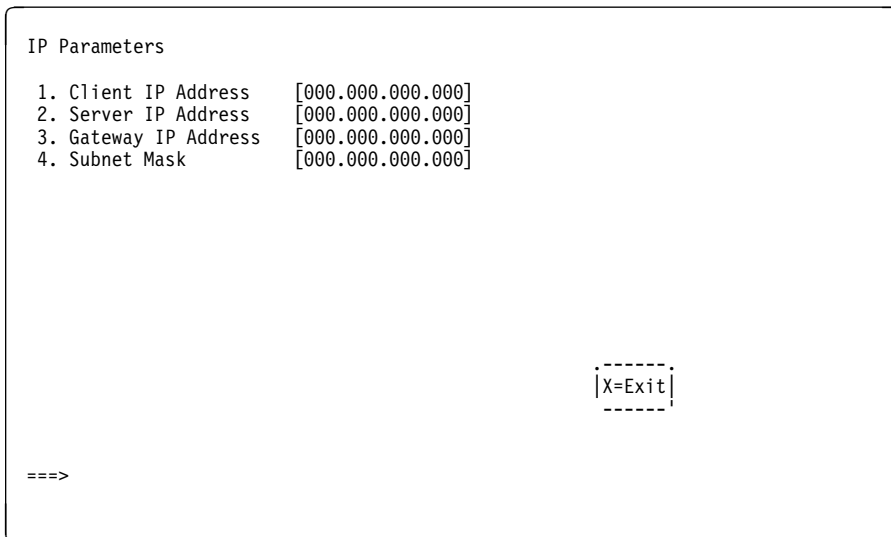 IP Parameters
1. Client IP Address [000.000.000.000]
2. Server IP Address [000.000.000.000]
3. Gateway IP Address [000.000.000.000]
4. Subnet Mask [000.000.000.000]
.------.
|X=Exit|
------'
===>